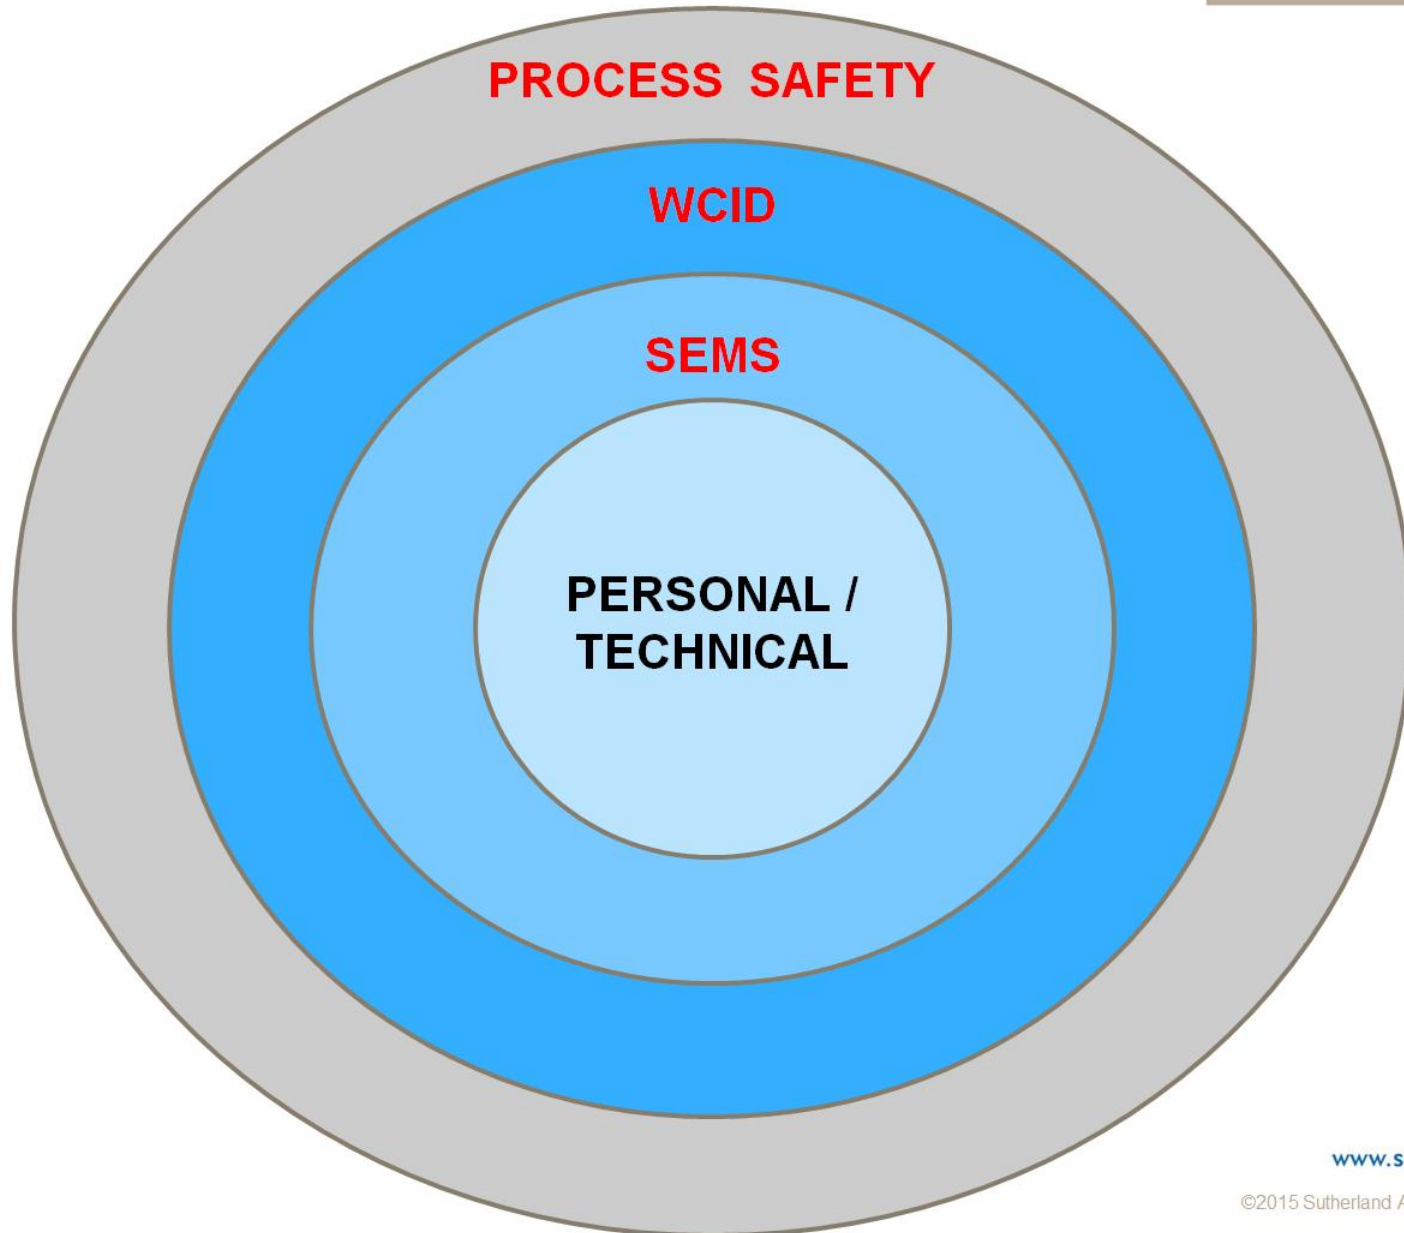 PROCESS SAFETY
WCID
SEMS
PERSONAL /
TECHNICAL
www.s
©2015 Sutherland A